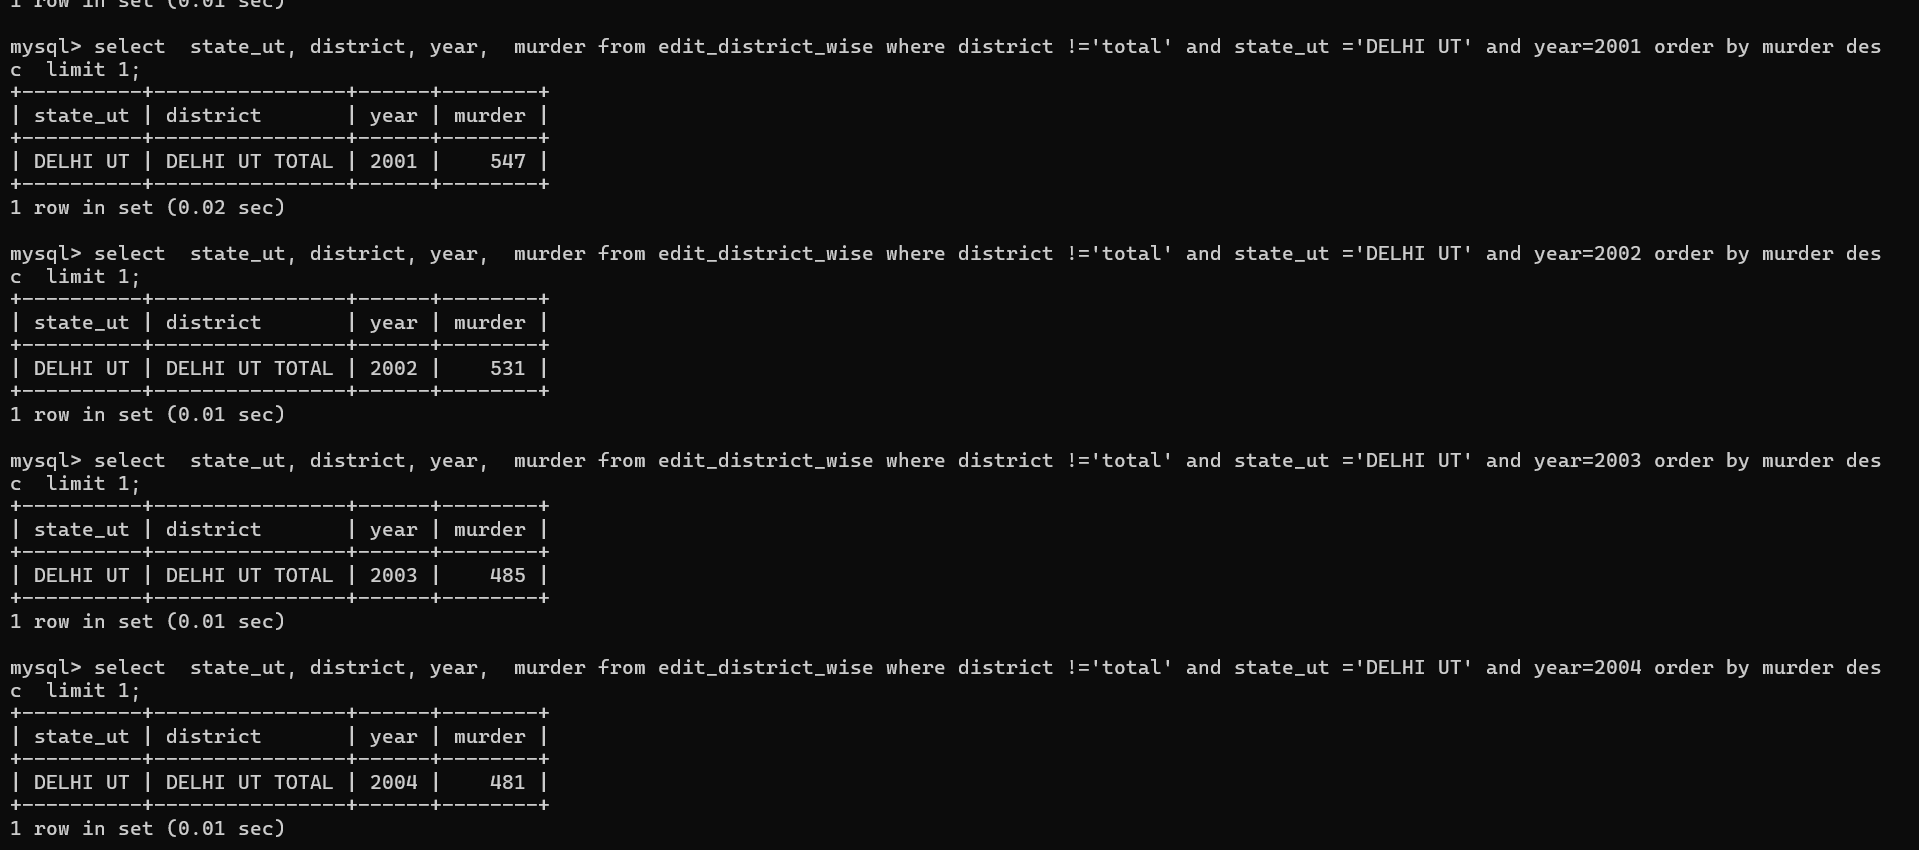 1 row in set (0.01 sec)
mysql> select  state_ut, district, year,  murder from edit_district_wise where district !='total' and state_ut ='DELHI UT' and year=2001 order by murder des
c  limit 1;
+----------+----------------+------+--------+
| state_ut | district       | year | murder |
+----------+----------------+------+--------+
| DELHI UT | DELHI UT TOTAL | 2001 |    547 |
+----------+----------------+------+--------+
1 row in set (0.02 sec)
mysql> select  state_ut, district, year,  murder from edit_district_wise where district !='total' and state_ut ='DELHI UT' and year=2002 order by murder des
c  limit 1;
+----------+----------------+------+--------+
| state_ut | district       | year | murder |
+----------+----------------+------+--------+
| DELHI UT | DELHI UT TOTAL | 2002 |    531 |
+----------+----------------+------+--------+
1 row in set (0.01 sec)
mysql> select  state_ut, district, year,  murder from edit_district_wise where district !='total' and state_ut ='DELHI UT' and year=2003 order by murder des
c  limit 1;
+----------+----------------+------+--------+
| state_ut | district       | year | murder |
+----------+----------------+------+--------+
| DELHI UT | DELHI UT TOTAL | 2003 |    485 |
+----------+----------------+------+--------+
1 row in set (0.01 sec)
mysql> select  state_ut, district, year,  murder from edit_district_wise where district !='total' and state_ut ='DELHI UT' and year=2004 order by murder des
c  limit 1;
+----------+----------------+------+--------+
| state_ut | district       | year | murder |
+----------+----------------+------+--------+
| DELHI UT | DELHI UT TOTAL | 2004 |    481 |
+----------+----------------+------+--------+
1 row in set (0.01 sec)